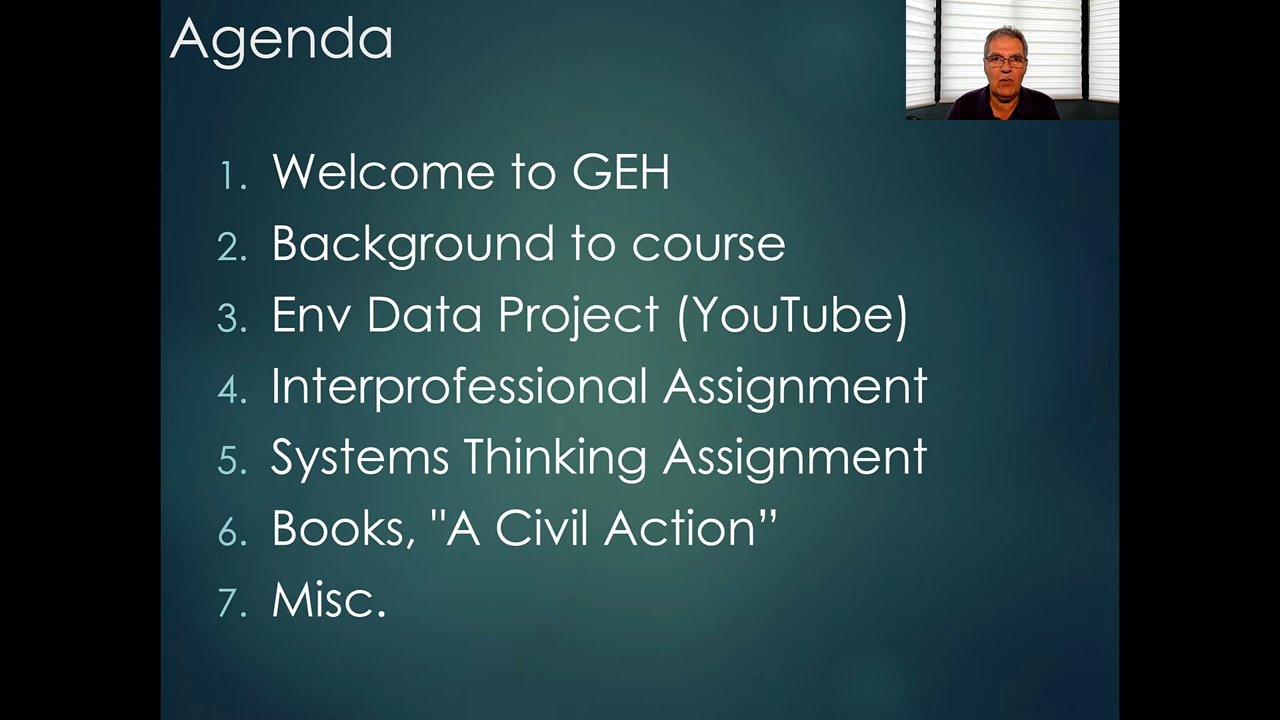 Agenda
1. Welcome to GEH
2. Background to course
3. Env Data Project (YouTube)
4. Interprofessional Assignment
5. Systems Thinking Assignment
6. Books, "A Civil Action”
7. Misc.